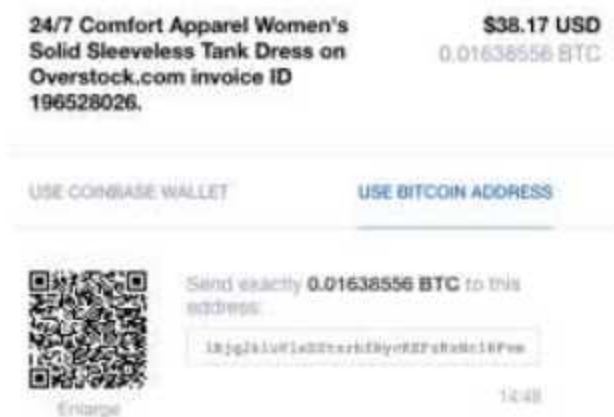 24/7 Comfort Apparel Women's
Solid Sleeveless Tank Dress on
Overstock.com invoice ID
196528026.
$38.17 USD
0.01638556 BTC
USE COINBASE WALLET
USE BITCOIN ADDRESS
Send exactly 0.01638556 BTC to this
address:
14:48
Enlarge